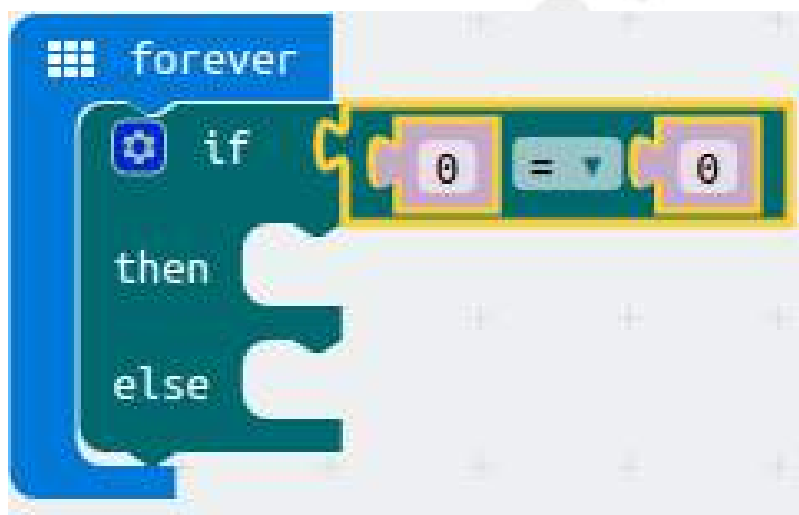 forever
if 0 = 0
then
else